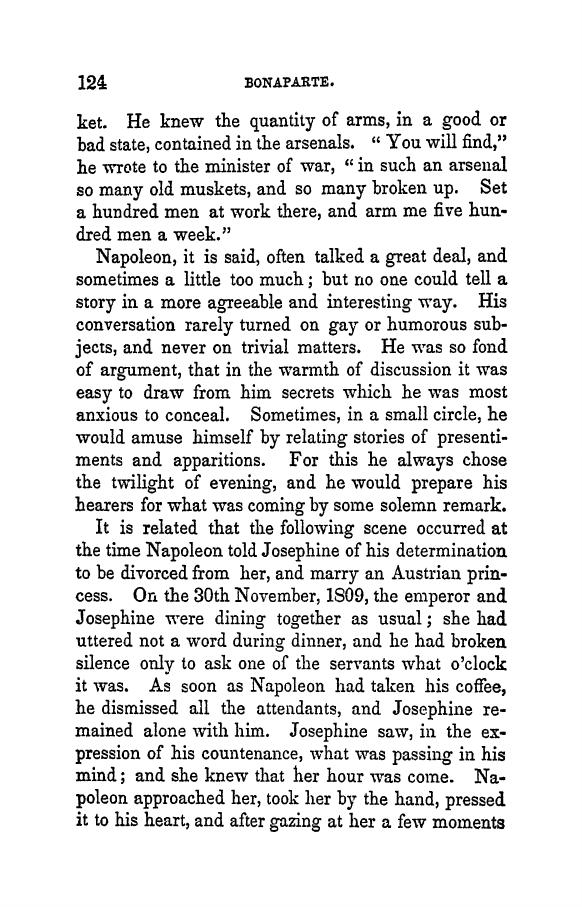 124 BONAPARTE.
ket. He knew the quantity of arms, in a good or
bad state, contained in the arsenals. “ You will find,”
he wrote to the minister of war, “ in such an arsenal
so many old muskets, and so many broken up. Set
a hundred men at work there, and arm me five hun-
dred men a week.”
Napoleon, it is said, often talked a great deal, and
sometimes a little too much ; but no one could tell a
story in a more agreeable and interesting way. His
conversation rarely turned on gay or humorous sub-
jects, and never on trivial matters. He was so fond
of argument, that in the warmth of discussion it was
easy to draw from him secrets which he was most
anxious to conceal. Sometimes, in a small circle, he
would amuse himself by relating stories of presenti-
ments and apparitions. For this he always chose
the twilight of evening, and he would prepare his
hearers for what was coming by some solemn remark.
It is related that the following scene occurred at
the time Napoleon told Josephine of his determination
to be divorced from her, and marry an Austrian prin-
cess. On the 30th November, 1809, the emperor and
Josephine were dining together as usual ; she had
uttered not a word during dinner, and he had broken
silence only to ask one of the servants what o’clock
it was. As soon as Napoleon had taken his coffee,
he dismissed all the attendants, and Josephine re-
mained alone with him. Josephine saw, in the ex-
pression of his countenance, what was passing in his
mind ; and she knew that her hour was come. Na-
poleon approached her, took her by the hand, pressed
it to his heart, and after gazing at her a few moments